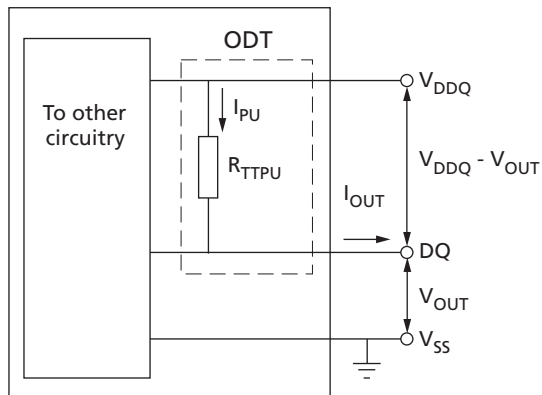 ODT
V_DDQ
To other
circuitry
I_PU
R_TTPU
V_DDQ - V_OUT
I_OUT
DQ
V_OUT
V_SS